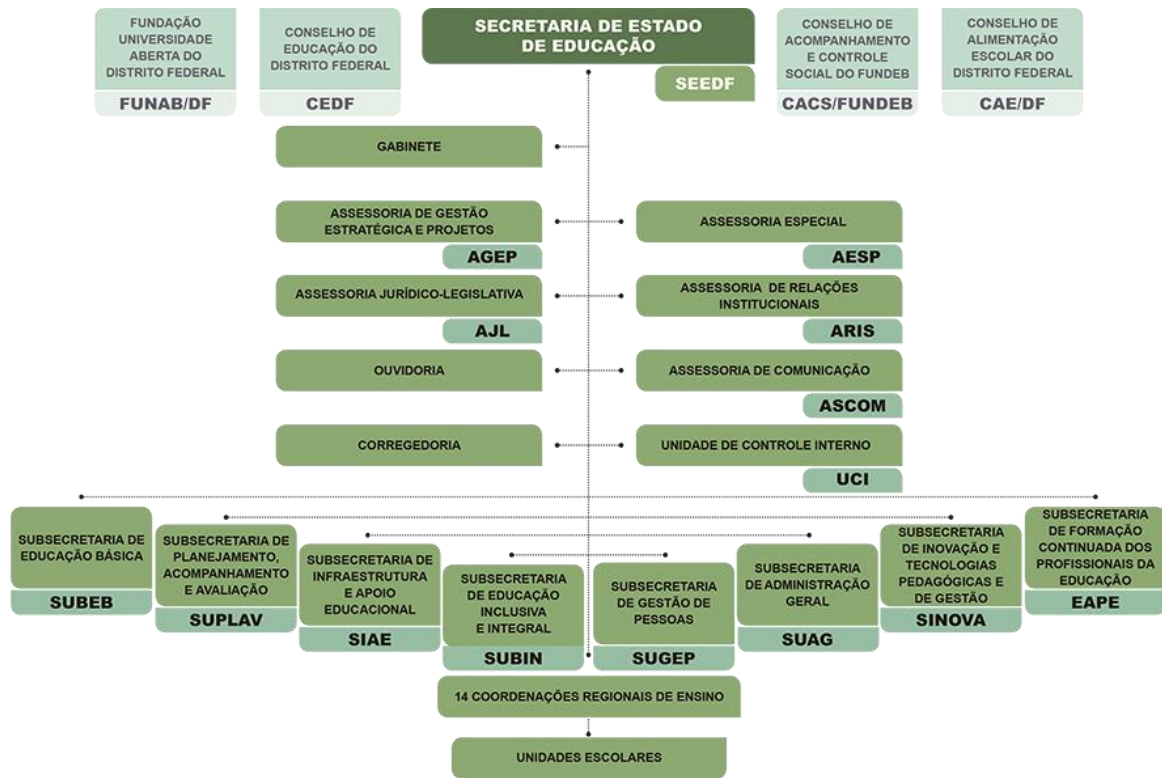 FUNDAÇÃO
UNIVERSIDADE
ABERTA DO
DISTRITO FEDERAL
FUNAB/DF
CONSELHO DE
EDUCAÇÃO DO
DISTRITO FEDERAL
CEDF
SECRETARIA DE ESTADO
DE EDUCAÇÃO
SEEDF
CONSELHO DE
ACOMPANHAMENTO
E CONTROLE
SOCIAL DO FUNDEB
CACS/FUNDEB
CONSELHO DE
ALIMENTAÇÃO
ESCOLAR DO
DISTRITO FEDERAL
CAE/DF
GABINETE
ASSESSORIA DE GESTÃO
ESTRATÉGICA E PROJETOS
AGEP
ASSESSORIA ESPECIAL
AESP
ASSESSORIA JURÍDICO-LEGISLATIVA
AJL
ASSESSORIA DE RELAÇÕES
INSTITUCIONAIS
ARIS
OUVIDORIA
ASSESSORIA DE COMUNICAÇÃO
ASCOM
CORREGEDORIA
UNIDADE DE CONTROLE INTERNO
UCI
SUBSECRETARIA DE
EDUCAÇÃO BÁSICA
SUBEB
SUBSECRETARIA
DE PLANEJAMENTO,
ACOMPANHAMENTO
E AVALIAÇÃO
SUPLAV
SUBSECRETARIA DE
INFRAESTRUTURA
E APOIO
EDUCACIONAL
SIAE
SUBSECRETARIA
DE EDUCAÇÃO
INCLUSIVA
E INTEGRAL
SUBIN
SUBSECRETARIA
DE GESTÃO DE
PESSOAS
SUGEP
SUBSECRETARIA
DE ADMINISTRAÇÃO
GERAL
SUAG
SUBSECRETARIA
DE INOVAÇÃO E
TECNOLOGIAS
PEDAGÓGICAS E
DE GESTÃO
SINOVA
SUBSECRETARIA
DE FORMAÇÃO
CONTINUADA DOS
PROFISSIONAIS DA
EDUCAÇÃO
EAPE
14 COORDENAÇÕES REGIONAIS DE ENSINO
UNIDADES ESCOLARES